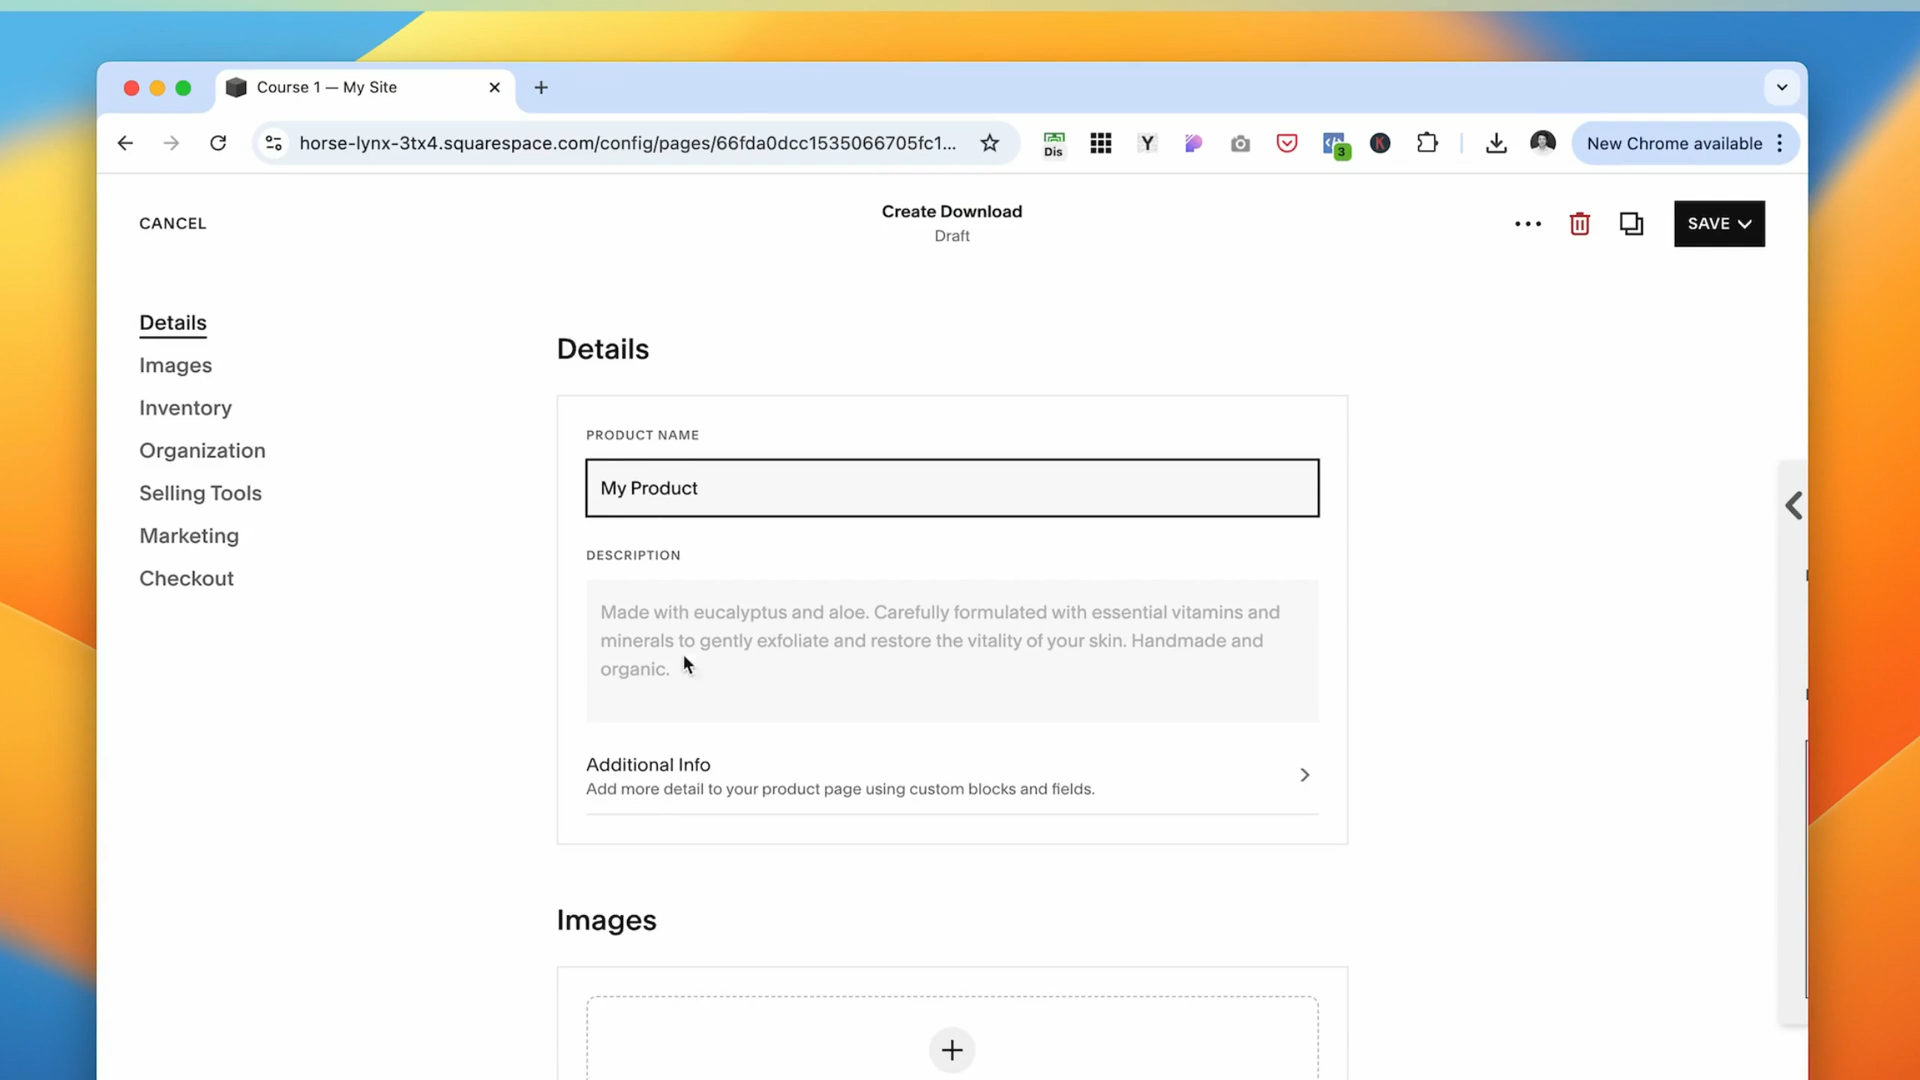 Course 1 — My Site
horse-lynx-3tx4.squarespace.com/config/pages/66fda0dcc1535066705fc1...
Dis
Y
3
K
New Chrome available
CANCEL
Create Download
Draft
SAVE
Details
Images
Inventory
Organization
Selling Tools
Marketing
Checkout
Details
PRODUCT NAME
My Product
DESCRIPTION
Made with eucalyptus and aloe. Carefully formulated with essential vitamins and
minerals to gently exfoliate and restore the vitality of your skin. Handmade and
organic.
Additional Info
Add more detail to your product page using custom blocks and fields.
Images